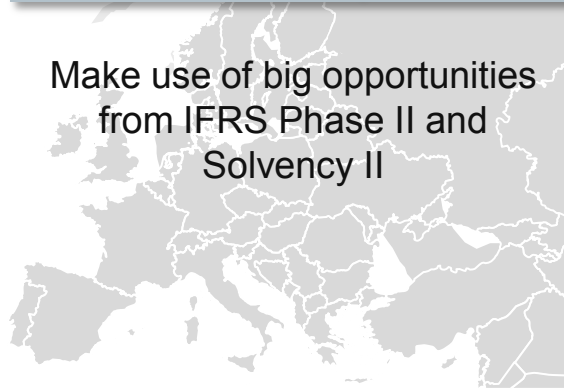 Make use of big opportunities
from IFRS Phase II and
Solvency II